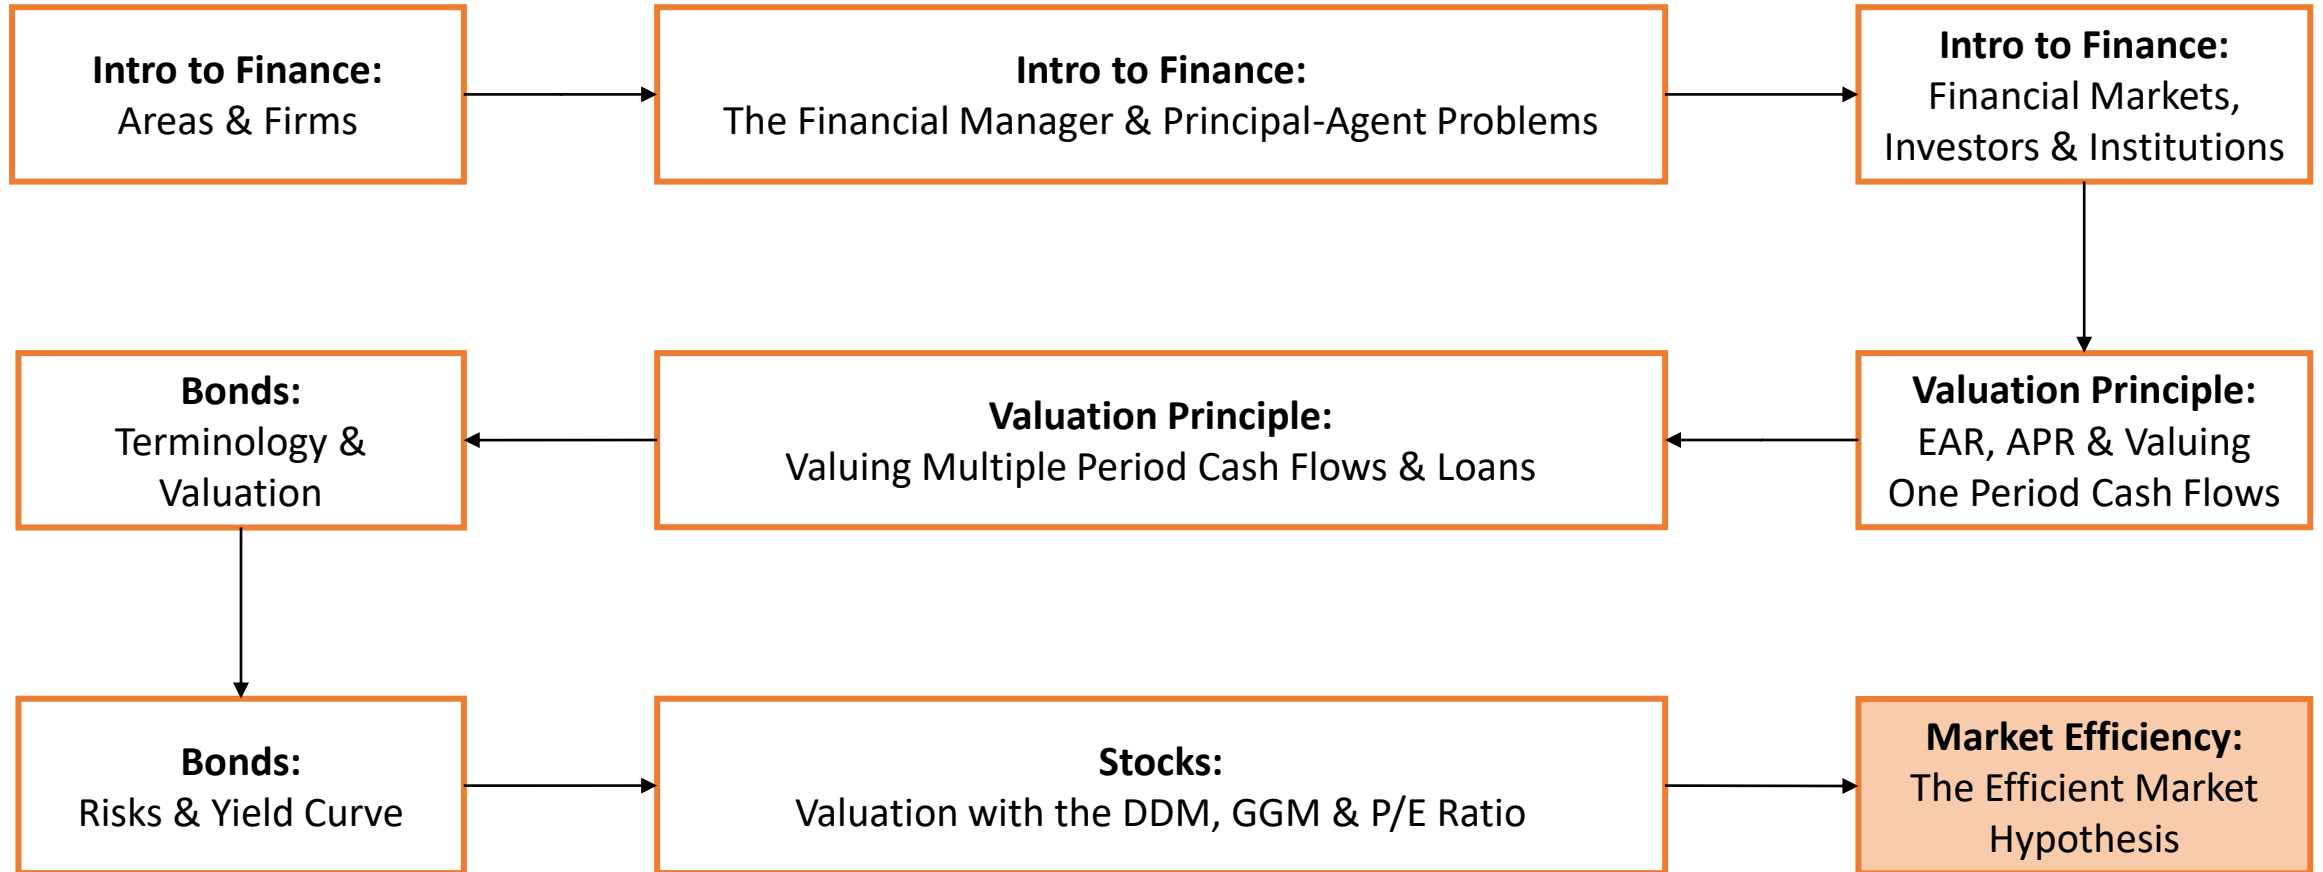 Intro to Finance:
Areas & Firms
Intro to Finance:
The Financial Manager & Principal-Agent Problems
Intro to Finance:
Financial Markets,
Investors & Institutions
Valuation Principle:
EAR, APR & Valuing
One Period Cash Flows
Valuation Principle:
Valuing Multiple Period Cash Flows & Loans
Bonds:
Terminology &
Valuation
Bonds:
Risks & Yield Curve
Stocks:
Valuation with the DDM, GGM & P/E Ratio
Market Efficiency:
The Efficient Market
Hypothesis